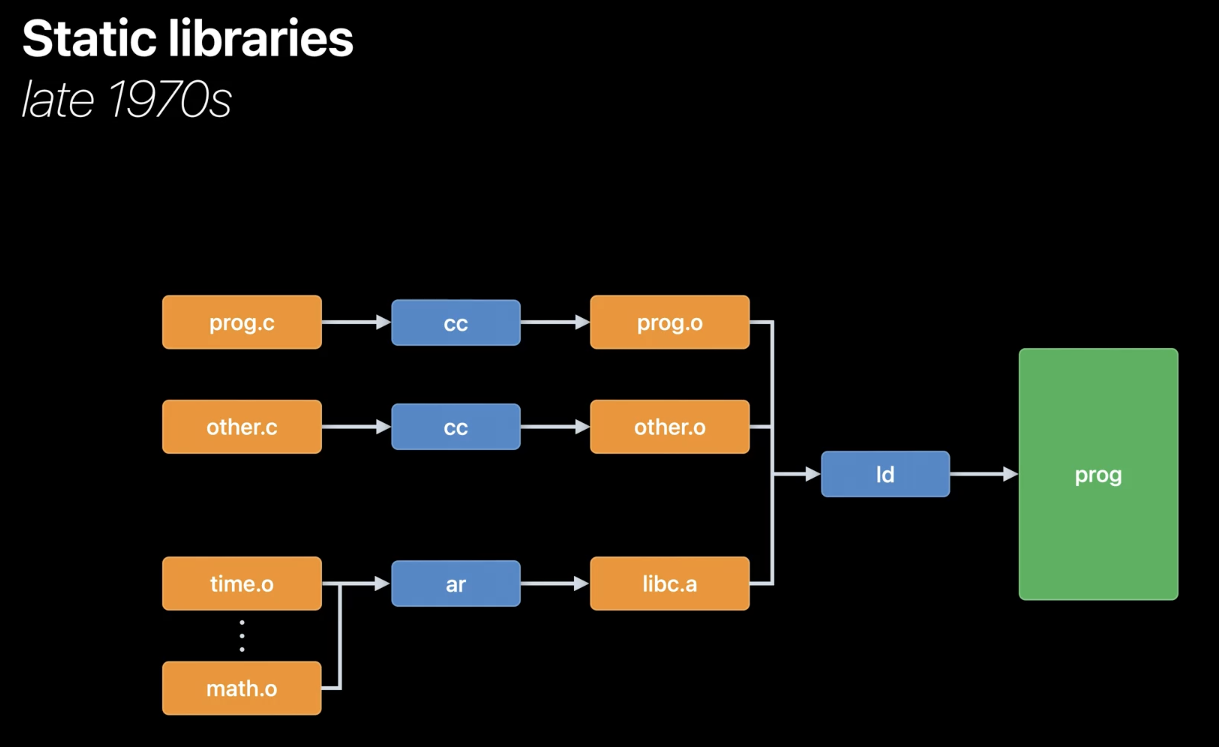 Static libraries
late 1970s
prog.c
cc
prog.o
other.c
cc
other.o
ld
prog
time.o
ar
libc.a
math.o